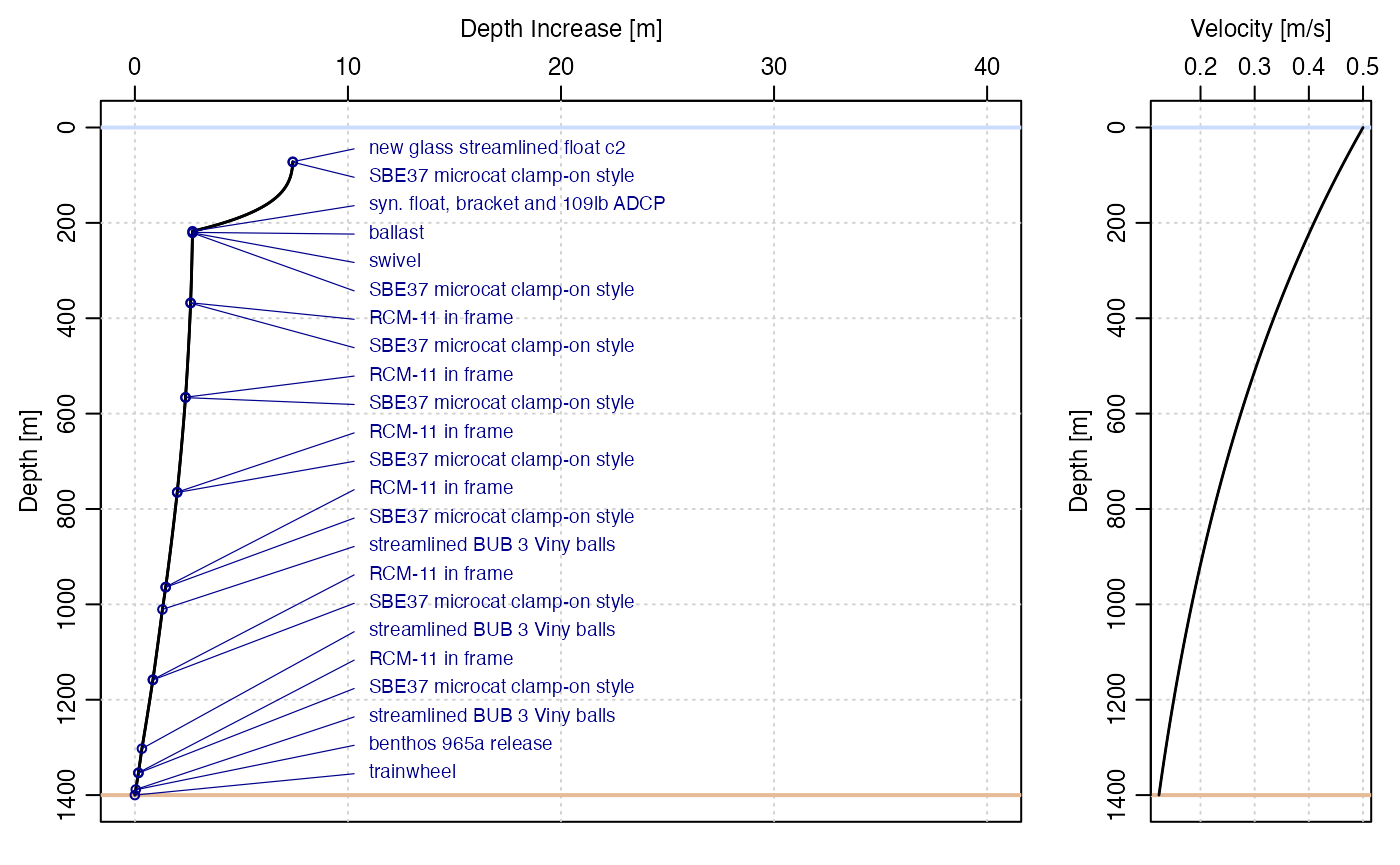 Depth Increase [m]
0 10 20 30 40
Depth [m]
0
200
400
600
800
1000
1200
1400
new glass streamlined float c2
SBE37 microcat clamp-on style
syn. float, bracket and 109lb ADCP
ballast
swivel
SBE37 microcat clamp-on style
RCM-11 in frame
SBE37 microcat clamp-on style
RCM-11 in frame
SBE37 microcat clamp-on style
RCM-11 in frame
SBE37 microcat clamp-on style
RCM-11 in frame
SBE37 microcat clamp-on style
streamlined BUB 3 Viny balls
RCM-11 in frame
SBE37 microcat clamp-on style
streamlined BUB 3 Viny balls
RCM-11 in frame
SBE37 microcat clamp-on style
streamlined BUB 3 Viny balls
benthos 965a release
trainwheel
Velocity [m/s]
0.2 0.3 0.4 0.5
Depth [m]
0
200
400
600
800
1000
1200
1400